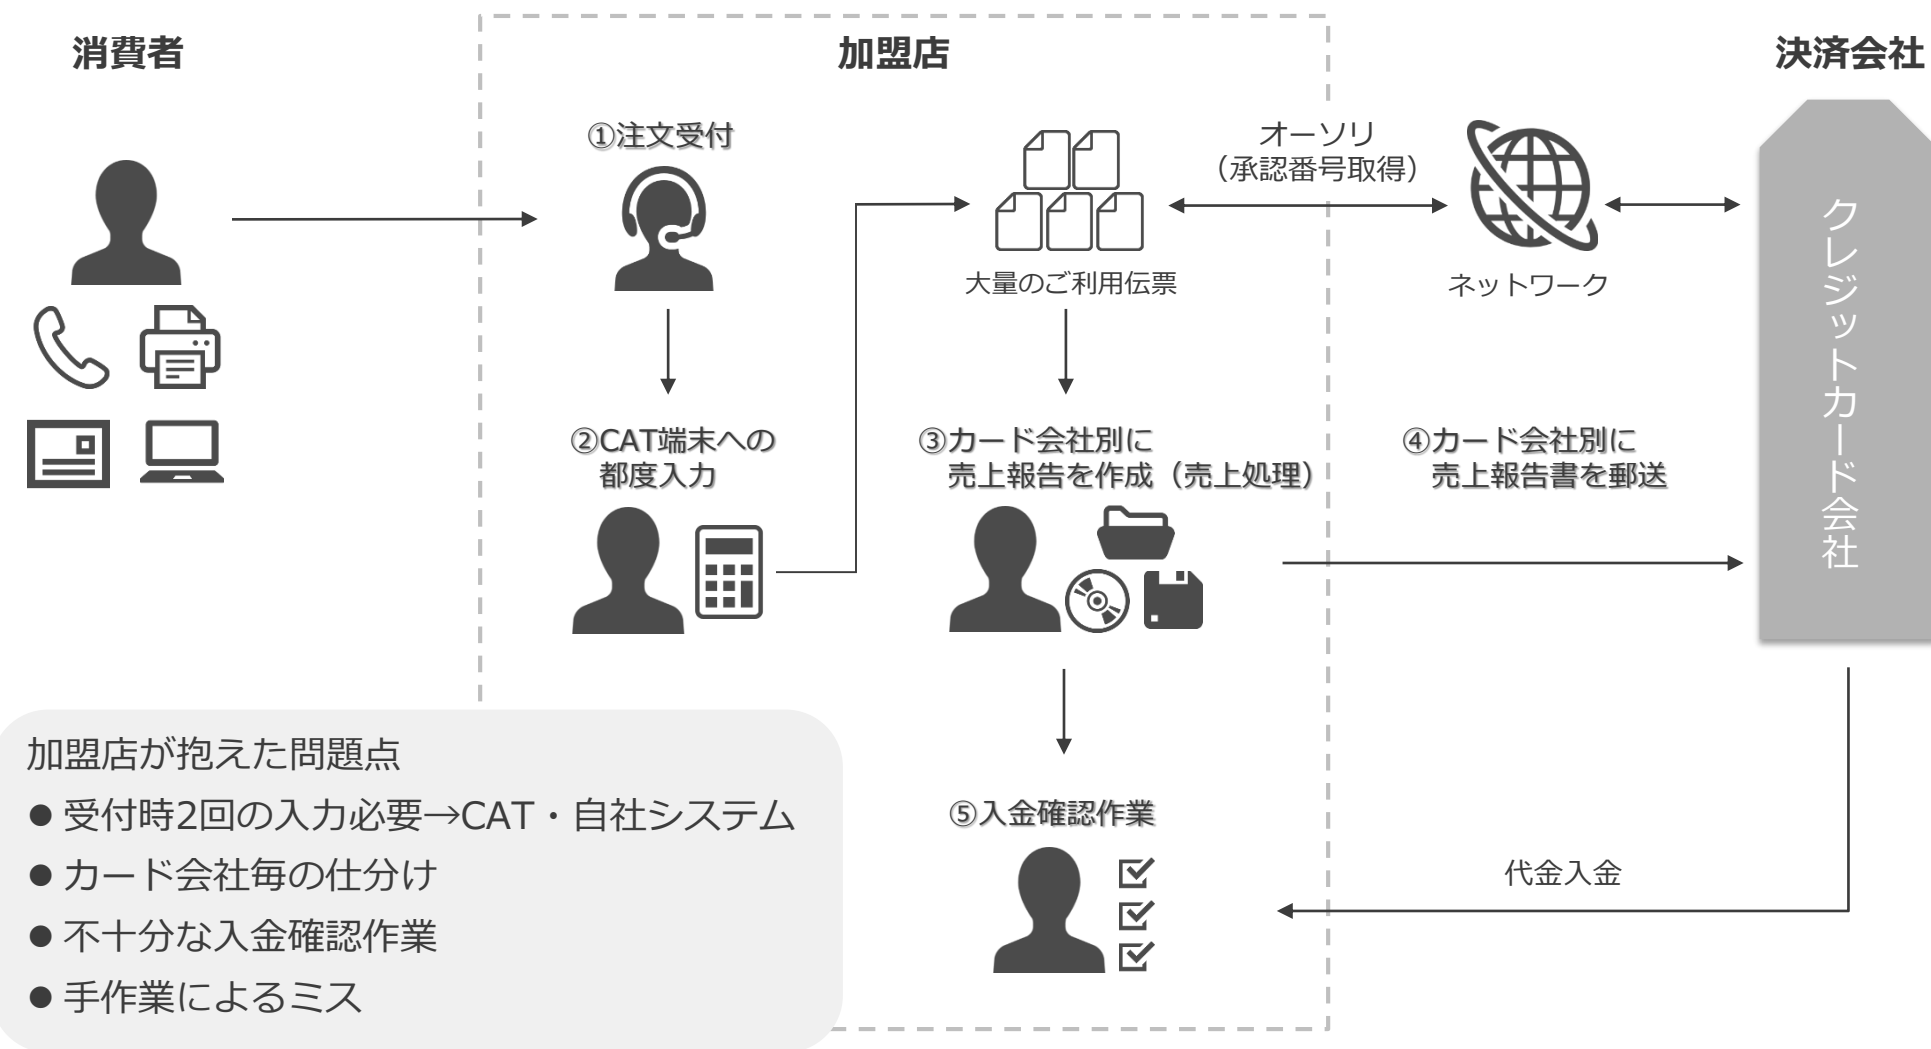 消費者
加盟店
決済会社
①注文受付
オーソリ
（承認番号取得）
大量のご利用伝票
ネットワーク
クレジットカード会社
②CAT端末への
都度入力
③カード会社別に
売上報告を作成（売上処理）
④カード会社別に
売上報告書を郵送
⑤入金確認作業
代金入金
加盟店が抱えた問題点
●受付時2回の入力必要→CAT・自社システム
●カード会社毎の仕分け
●不十分な入金確認作業
●手作業によるミス